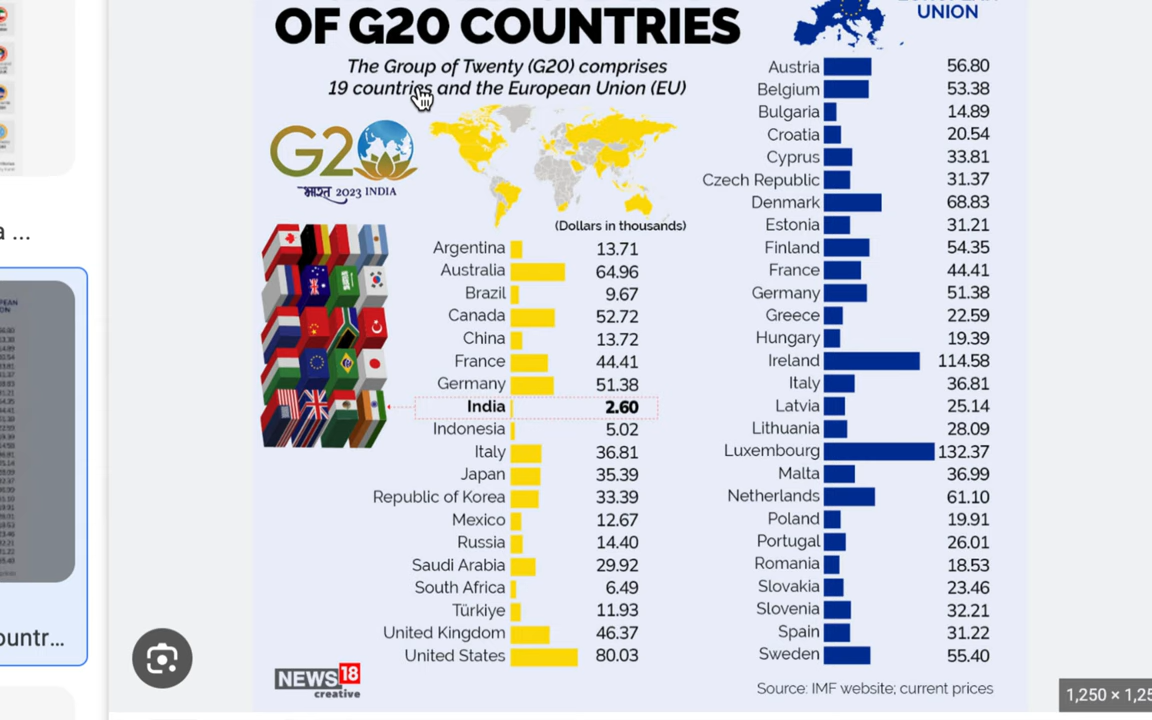 OF G20 COUNTRIES
The Group of Twenty (G20) comprises
19 countries and the European Union (EU)
G20
भारत 2023 INDIA
(Dollars in thousands)
Argentina 13.71
Australia 64.96
Brazil 9.67
Canada 52.72
China 13.72
France 44.41
Germany 51.38
India 2.60
Indonesia 5.02
Italy 36.81
Japan 35.39
Republic of Korea 33.39
Mexico 12.67
Russia 14.40
Saudi Arabia 29.92
South Africa 6.49
Türkiye 11.93
United Kingdom 46.37
United States 80.03
NEWS18
creative
UNION
Austria 56.80
Belgium 53.38
Bulgaria 14.89
Croatia 20.54
Cyprus 33.81
Czech Republic 31.37
Denmark 68.83
Estonia 31.21
Finland 54.35
France 44.41
Germany 51.38
Greece 22.59
Hungary 19.39
Ireland 114.58
Italy 36.81
Latvia 25.14
Lithuania 28.09
Luxembourg 132.37
Malta 36.99
Netherlands 61.10
Poland 19.91
Portugal 26.01
Romania 18.53
Slovakia 23.46
Slovenia 32.21
Spain 31.22
Sweden 55.40
Source: IMF website; current prices
a ...
ountr...
1,250 × 1,25